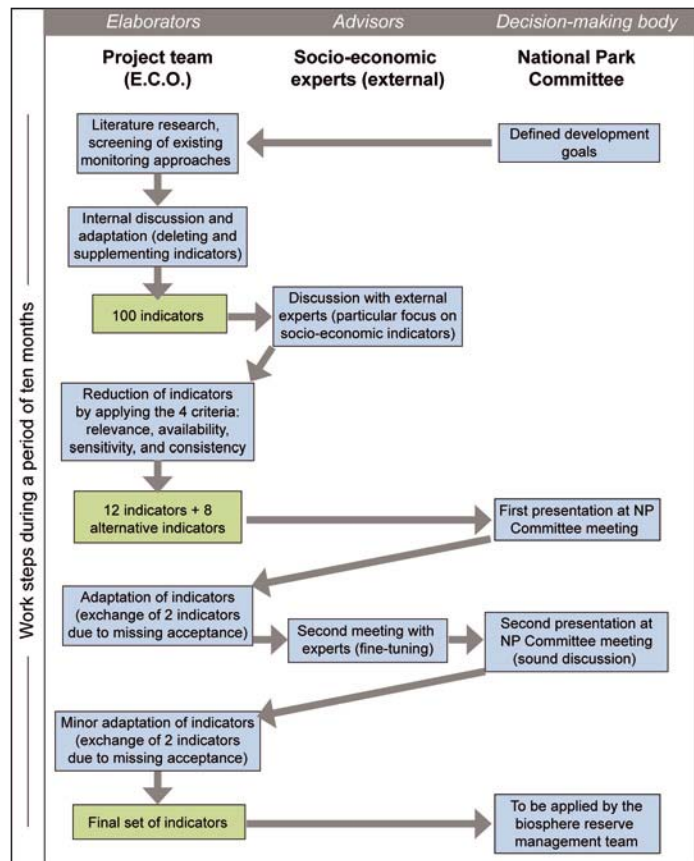 Elaborators
Advisors
Decision-making body
Project team
(E.C.O.)
Socio-economic
experts (external)
National Park
Committee
Work steps during a period of ten months
Literature research,
screening of existing
monitoring approaches
Defined development
goals
Internal discussion and
adaptation (deleting and
supplementing indicators)
100 indicators
Discussion with external
experts (particular focus on
socio-economic indicators)
Reduction of indicators
by applying the 4 criteria:
relevance, availability,
sensitivity, and consistency
12 indicators + 8
alternative indicators
First presentation at NP
Committee meeting
Adaptation of indicators
(exchange of 2 indicators
due to missing acceptance)
Second meeting with
experts (fine-tuning)
Second presentation at
NP Committee meeting
(sound discussion)
Minor adaptation of indicators
(exchange of 2 indicators
due to missing acceptance)
Final set of indicators
To be applied by the
biosphere reserve
management team